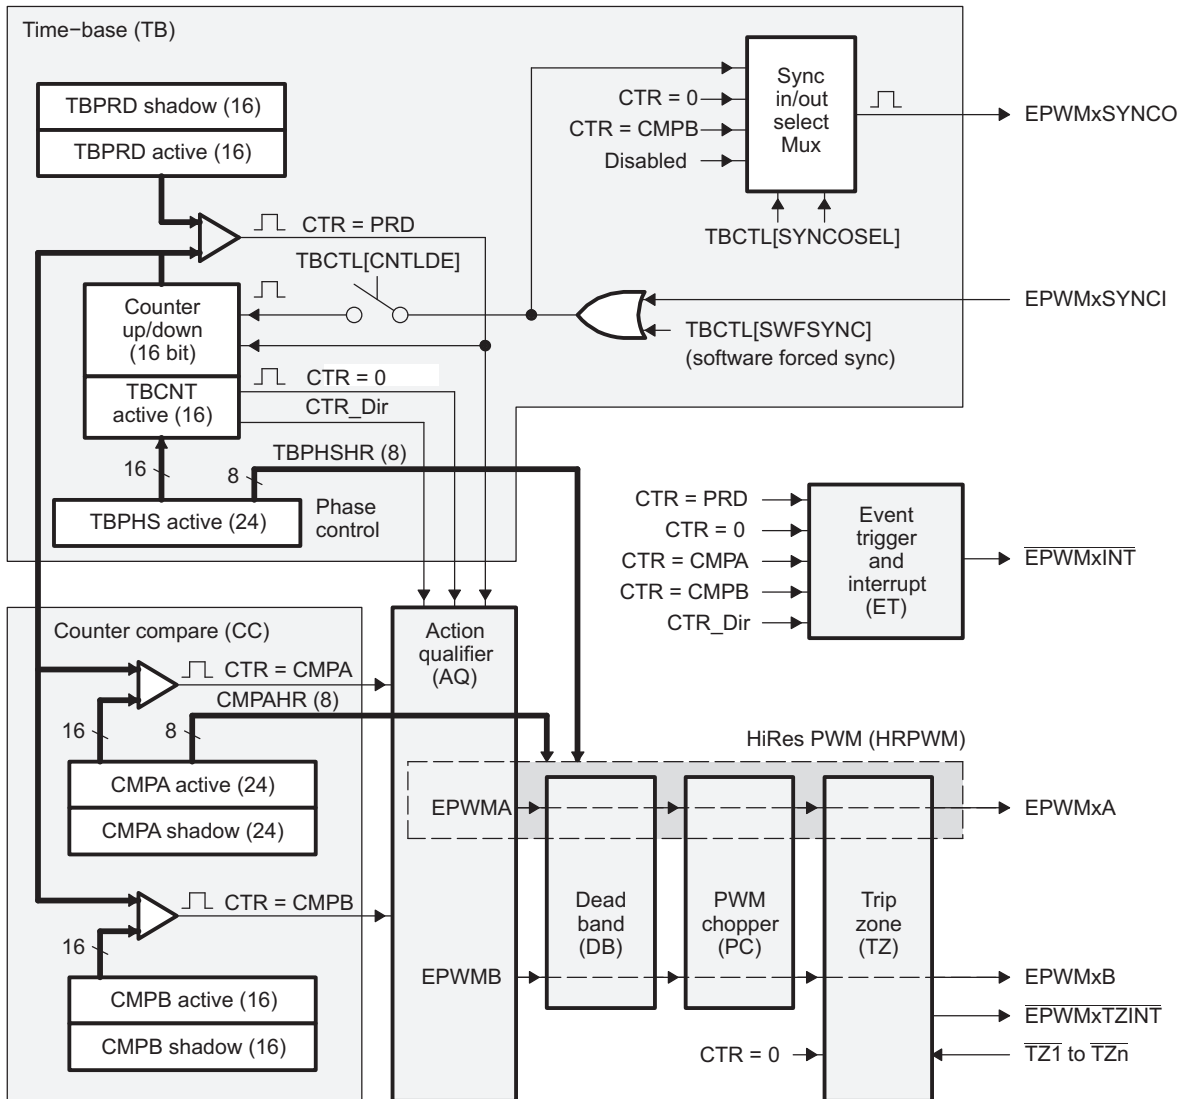 Time−base (TB)
TBPRD shadow (16)
TBPRD active (16)
CTR = PRD
TBCTL[CNTLDE]
Counter
up/down
(16 bit)
TBCNT
active (16)
CTR = 0
CTR_Dir
16
8
TBPHSHR (8)
TBPHS active (24)
Phase
control
CTR = 0
CTR = CMPB
Disabled
Sync
in/out
select
Mux
TBCTL[SYNCOSEL]
EPWMxSYNCO
EPWMxSYNCI
TBCTL[SWFSYNC]
(software forced sync)
CTR = PRD
CTR = 0
CTR = CMPA
CTR = CMPB
CTR_Dir
Event
trigger
and
interrupt
(ET)
EPWMxINT
Counter compare (CC)
CTR = CMPA
CMPAHR (8)
16
8
CMPA active (24)
CMPA shadow (24)
CTR = CMPB
16
CMPB active (16)
CMPB shadow (16)
Action
qualifier
(AQ)
HiRes PWM (HRPWM)
EPWMA
EPWMB
Dead
band
(DB)
PWM
chopper
(PC)
Trip
zone
(TZ)
CTR = 0
EPWMxA
EPWMxB
EPWMxTZINT
TZ1 to TZn